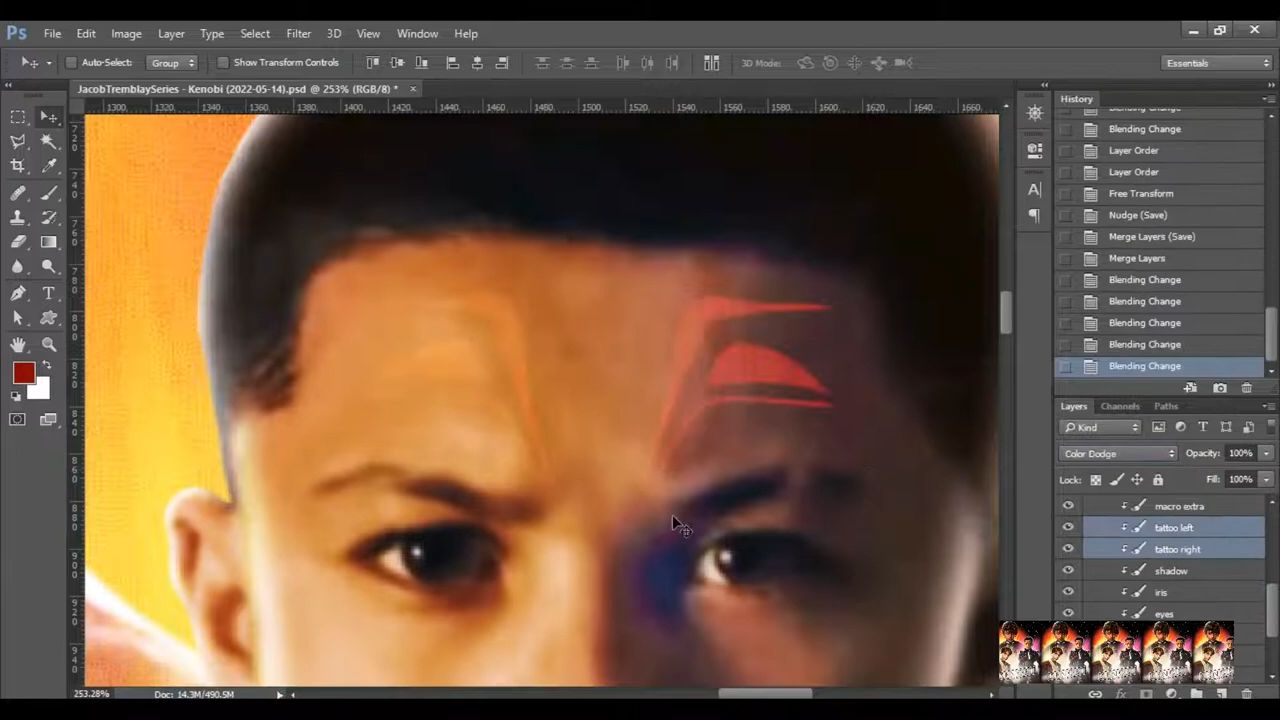 Ps File Edit Image Layer Type Select Filter 3D View Window Help
Auto-Select: Group Show Transform Controls 3D Mode: Essentials
JacobTremblaySeries - Kenobi (2022-05-14).psd @ 253% (RGB/8) *
1300 1320 1340 1360 1380 1400 1420 1440 1460 1480 1500 1520 1540 1560 1580 1600 1620 1640 1660
History
Blending Change
Blending Change
Layer Order
Layer Order
Free Transform
Nudge (Save)
Merge Layers (Save)
Merge Layers
Blending Change
Blending Change
Blending Change
Blending Change
Blending Change
Layers Channels Paths
Kind
Color Dodge Opacity: 100%
Lock: Fill: 100%
macro extra
tattoo left
tattoo right
shadow
iris
eyes
253.28% Doc: 14.3M/490.5M